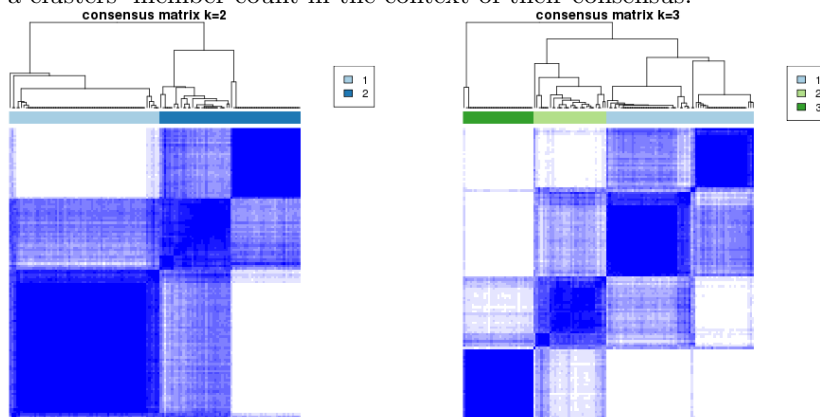 a clusters' member count in the context of their consensus.
consensus matrix k=2
1
2
consensus matrix k=3
1
2
3